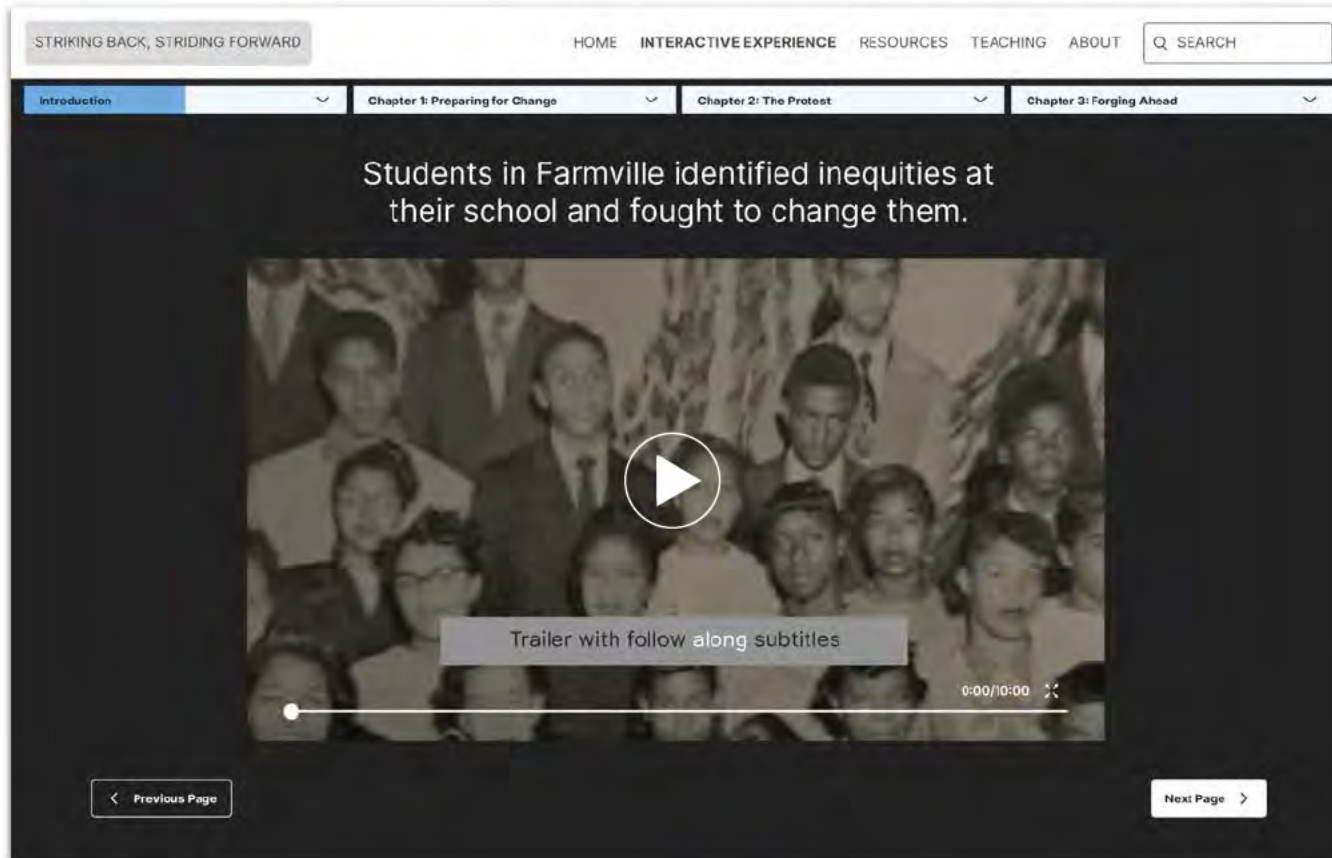 STRIKING BACK, STRIDING FORWARD
HOME INTERACTIVE EXPERIENCE RESOURCES TEACHING ABOUT SEARCH
Introduction Chapter 1: Preparing for Change Chapter 2: The Protest Chapter 3: Forging Ahead
Students in Farmville identified inequities at
their school and fought to change them.
Trailer with follow along subtitles
0:00/10:00
Previous Page Next Page